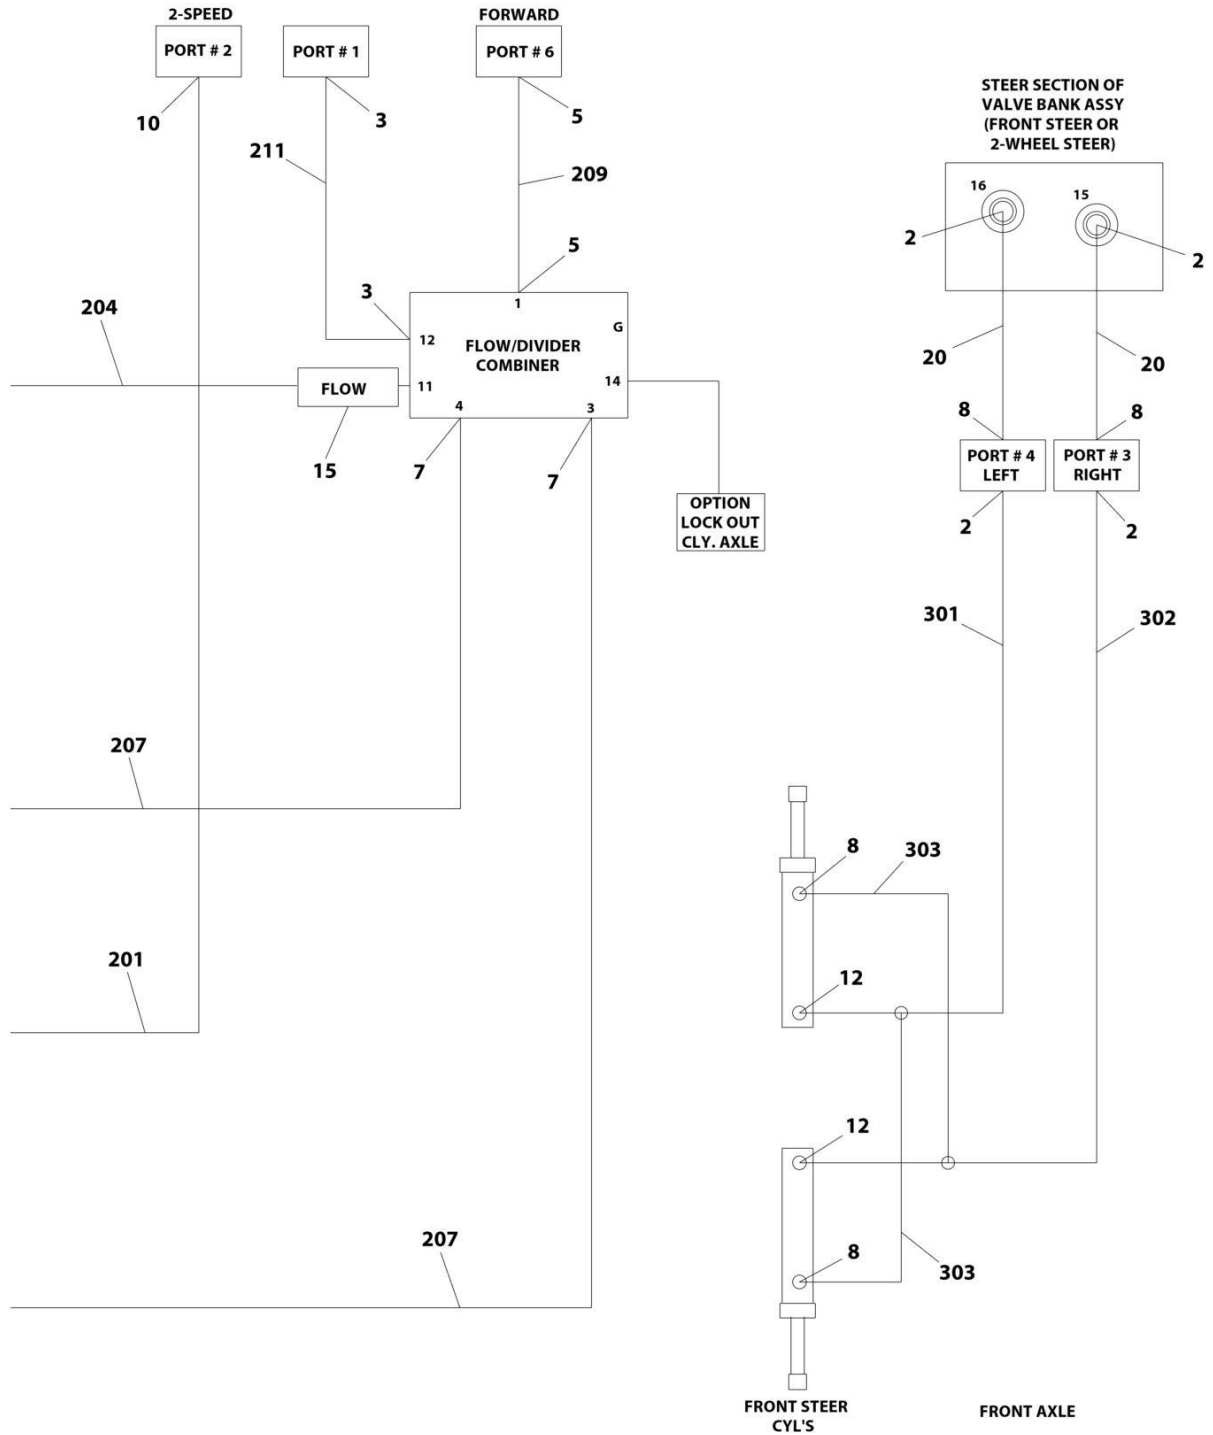 2-SPEED
FORWARD
PORT # 2
PORT # 1
PORT # 6
10
3
5
211
209
5
3
204
1
G
12
FLOW/DIVIDER
COMBINER
14
11
FLOW
4
3
15
7
7
OPTION
LOCK OUT
CLY. AXLE
STEER SECTION OF
VALVE BANK ASSY
(FRONT STEER OR
2-WHEEL STEER)
16
15
2
2
20
20
8
8
PORT # 4
LEFT
PORT # 3
RIGHT
2
2
301
302
207
201
207
8
303
12
12
8
303
FRONT STEER
CYL'S
FRONT AXLE